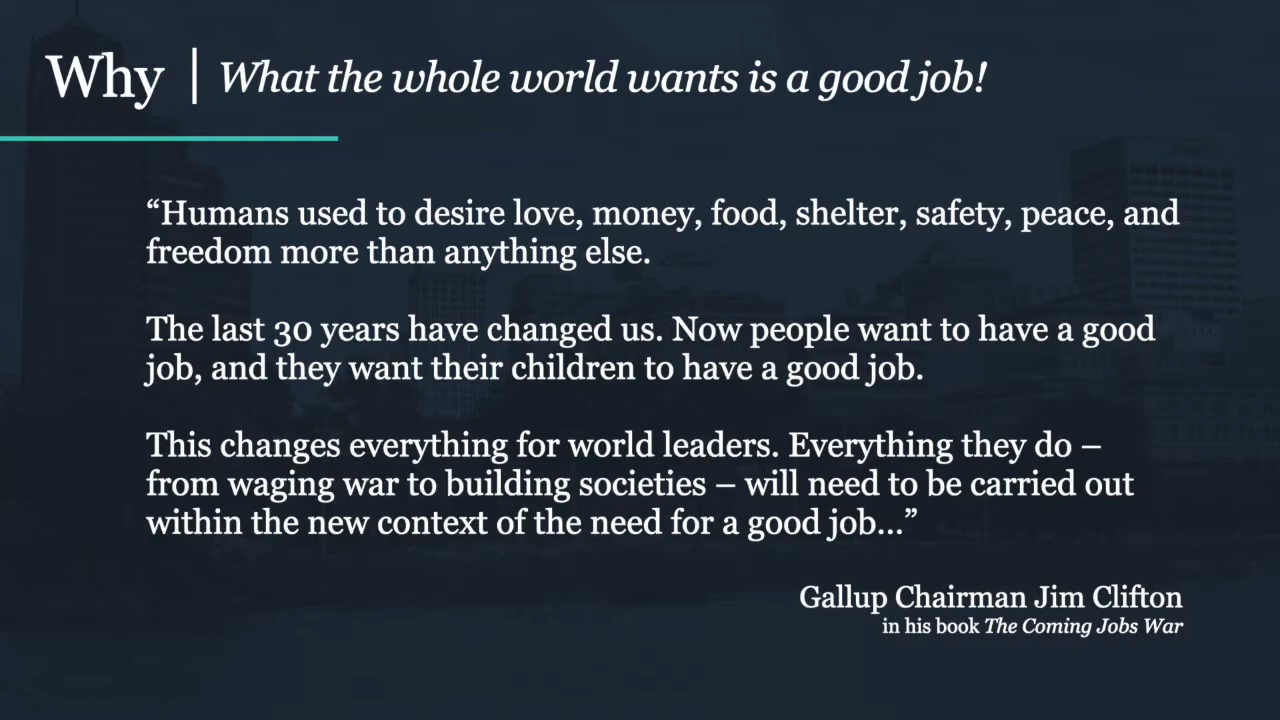 Why | What the whole world wants is a good job!
“Humans used to desire love, money, food, shelter, safety, peace, and
freedom more than anything else.
The last 30 years have changed us. Now people want to have a good
job, and they want their children to have a good job.
This changes everything for world leaders. Everything they do –
from waging war to building societies – will need to be carried out
within the new context of the need for a good job...”
Gallup Chairman Jim Clifton
in his book The Coming Jobs War